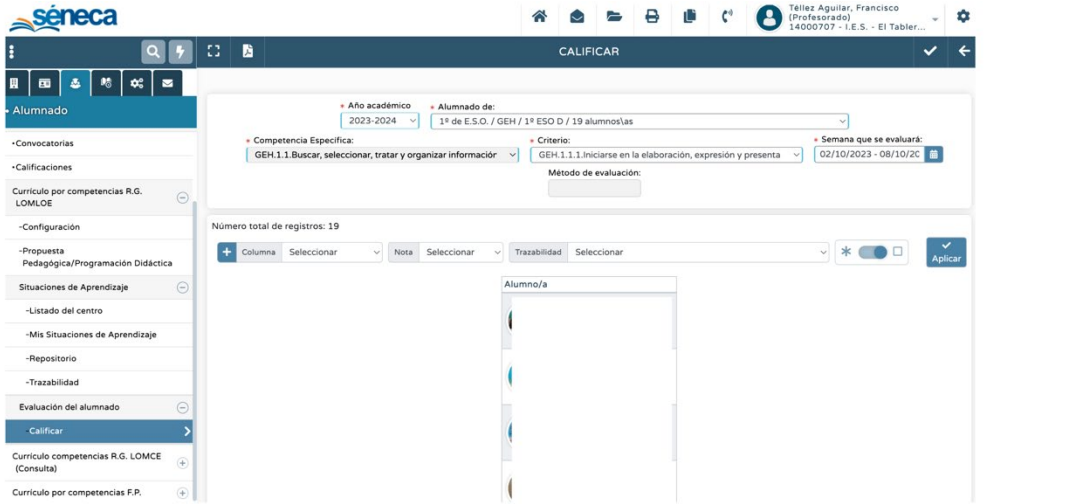 séneca
Téllez Aguilar, Francisco
(Profesorado)
14000707 - I.E.S. - El Tabler...
CALIFICAR
Alumnado
Convocatorias
Calificaciones
Currículo por competencias R.G.
LOMLOE
-Configuración
-Propuesta
Pedagógica/Programación Didáctica
Situaciones de Aprendizaje
-Listado del centro
-Mis Situaciones de Aprendizaje
-Repositorio
-Trazabilidad
Evaluación del alumnado
-Calificar
Currículo competencias R.G. LOMCE
(Consulta)
Currículo por competencias F.P.
* Año académico
2023-2024
* Alumnado de:
1º de E.S.O. / GEH / 1º ESO D / 19 alumnos\as
* Competencia Específica:
GEH.1.1.Buscar, seleccionar, tratar y organizar informaciór
* Criterio:
GEH.1.1.1.Iniciarse en la elaboración, expresión y presenta
* Semana que se evaluará:
02/10/2023 - 08/10/20
Método de evaluación:
Número total de registros: 19
+ Columna Seleccionar Nota Seleccionar Trazabilidad Seleccionar
Aplicar
Alumno/a